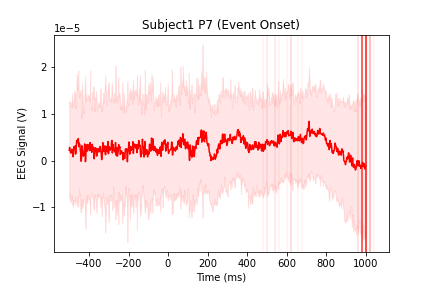 Subject1 P7 (Event Onset)
1e−5
2
1
0
−1
EEG Signal (V)
−400 −200 0 200 400 600 800 1000
Time (ms)